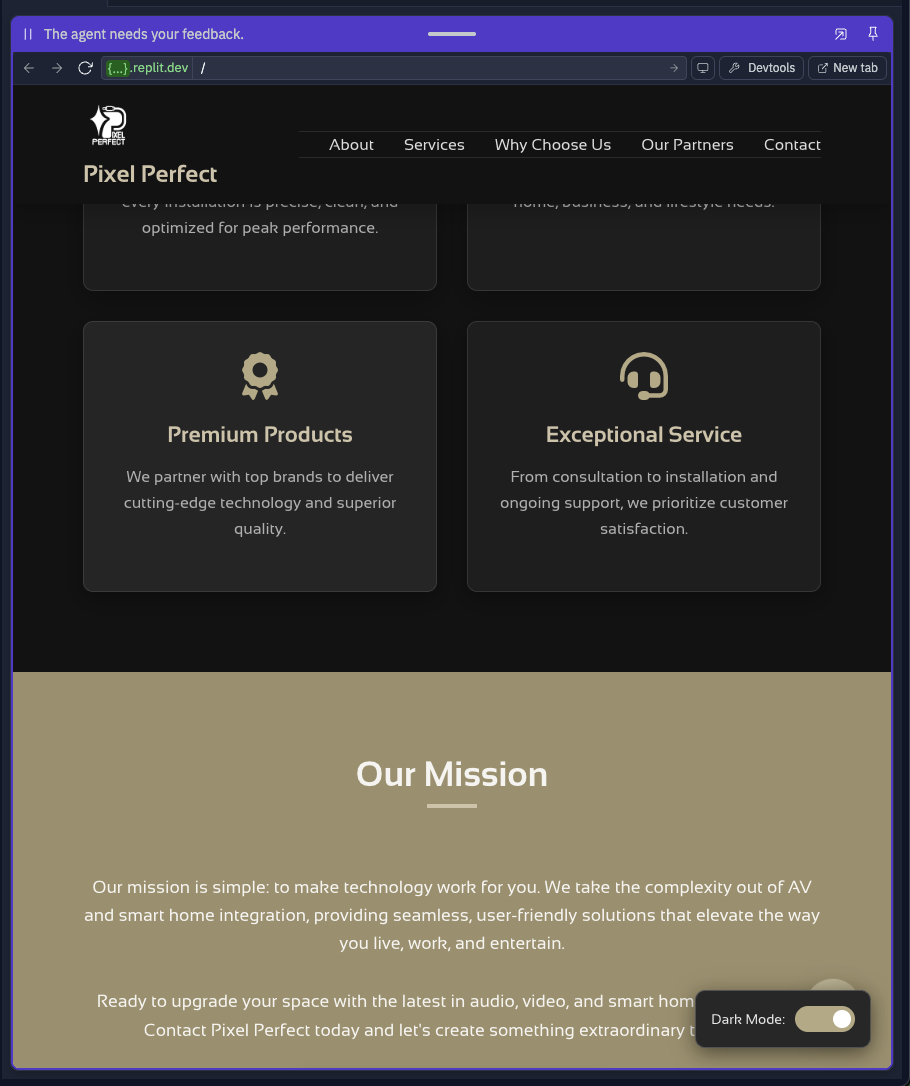 The agent needs your feedback.
{...}.replit.dev /
Devtools
New tab
PIXEL
PERFECT
Pixel Perfect
About Services Why Choose Us Our Partners Contact
every installation is precise, clean, and
optimized for peak performance.
home, business, and lifestyle needs.
Premium Products
We partner with top brands to deliver
cutting-edge technology and superior
quality.
Exceptional Service
From consultation to installation and
ongoing support, we prioritize customer
satisfaction.
Our Mission
Our mission is simple: to make technology work for you. We take the complexity out of AV
and smart home integration, providing seamless, user-friendly solutions that elevate the way
you live, work, and entertain.
Ready to upgrade your space with the latest in audio, video, and smart hom
Contact Pixel Perfect today and let's create something extraordinary t
Dark Mode: